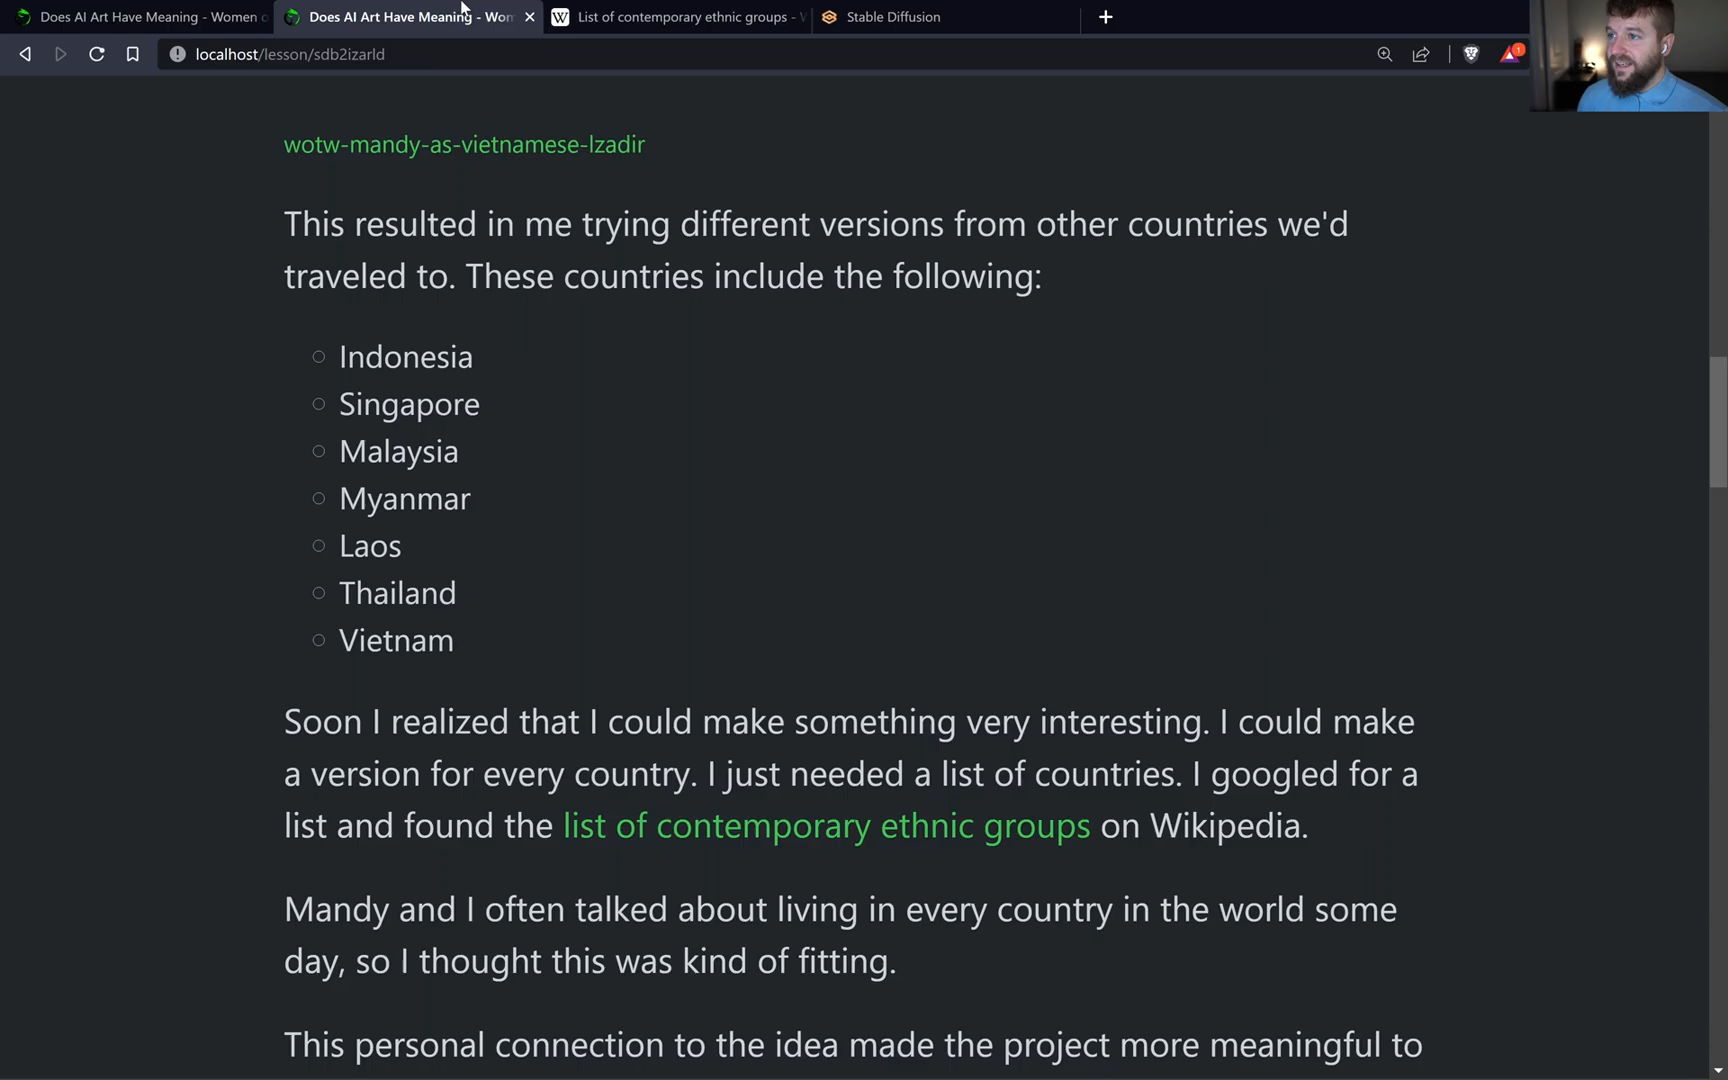 Does AI Art Have Meaning - Women o
Does AI Art Have Meaning - Wom
List of contemporary ethnic groups - W
Stable Diffusion
localhost/lesson/sdb2izarld
1
wotw-mandy-as-vietnamese-lzadir
This resulted in me trying different versions from other countries we'd
traveled to. These countries include the following:
Indonesia
Singapore
Malaysia
Myanmar
Laos
Thailand
Vietnam
Soon I realized that I could make something very interesting. I could make
a version for every country. I just needed a list of countries. I googled for a
list and found the list of contemporary ethnic groups on Wikipedia.
Mandy and I often talked about living in every country in the world some
day, so I thought this was kind of fitting.
This personal connection to the idea made the project more meaningful to